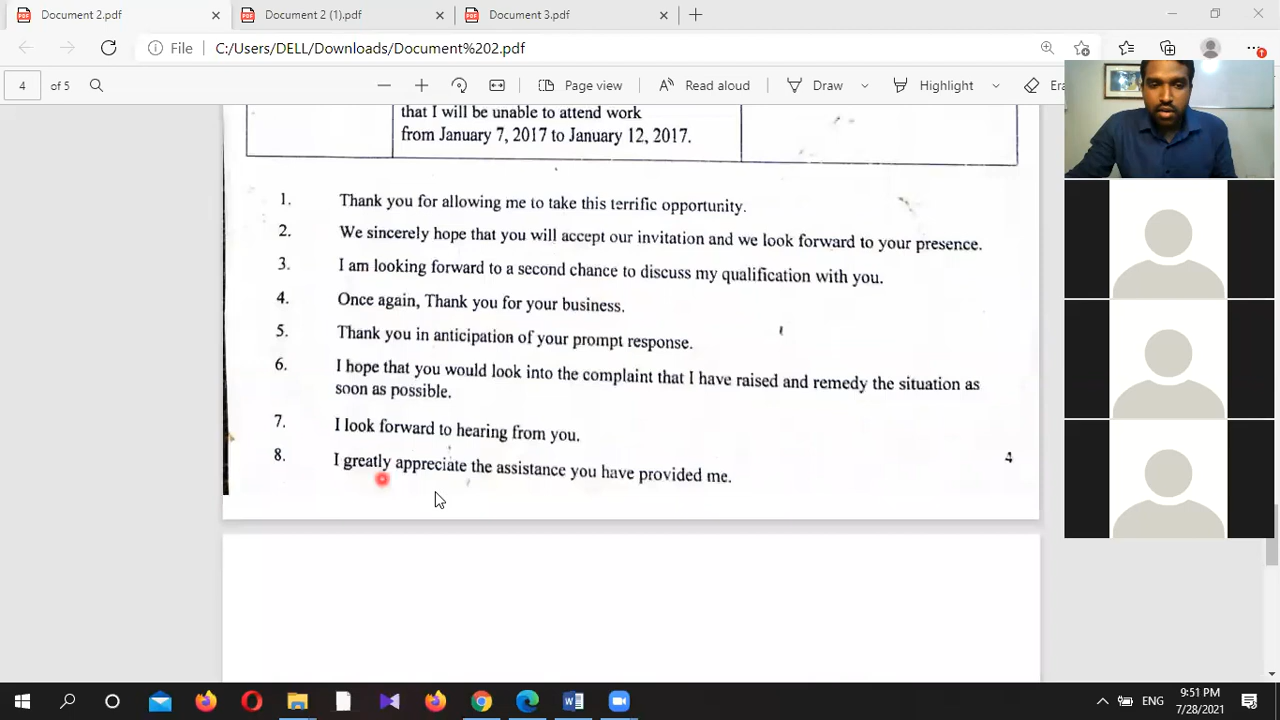 Document 2.pdf
Document 2 (1).pdf
Document 3.pdf
File
C:/Users/DELL/Downloads/Document%202.pdf
4 of 5
Page view
Read aloud
Draw
Highlight
Era
that I will be unable to attend work
from January 7, 2017 to January 12, 2017.
1. Thank you for allowing me to take this terrific opportunity.
2. We sincerely hope that you will accept our invitation and we look forward to your presence.
3. I am looking forward to a second chance to discuss my qualification with you.
4. Once again, Thank you for your business.
5. Thank you in anticipation of your prompt response.
6. I hope that you would look into the complaint that I have raised and remedy the situation as
soon as possible.
7. I look forward to hearing from you.
8. I greatly appreciate the assistance you have provided me.
4
ENG
9:51 PM
7/28/2021